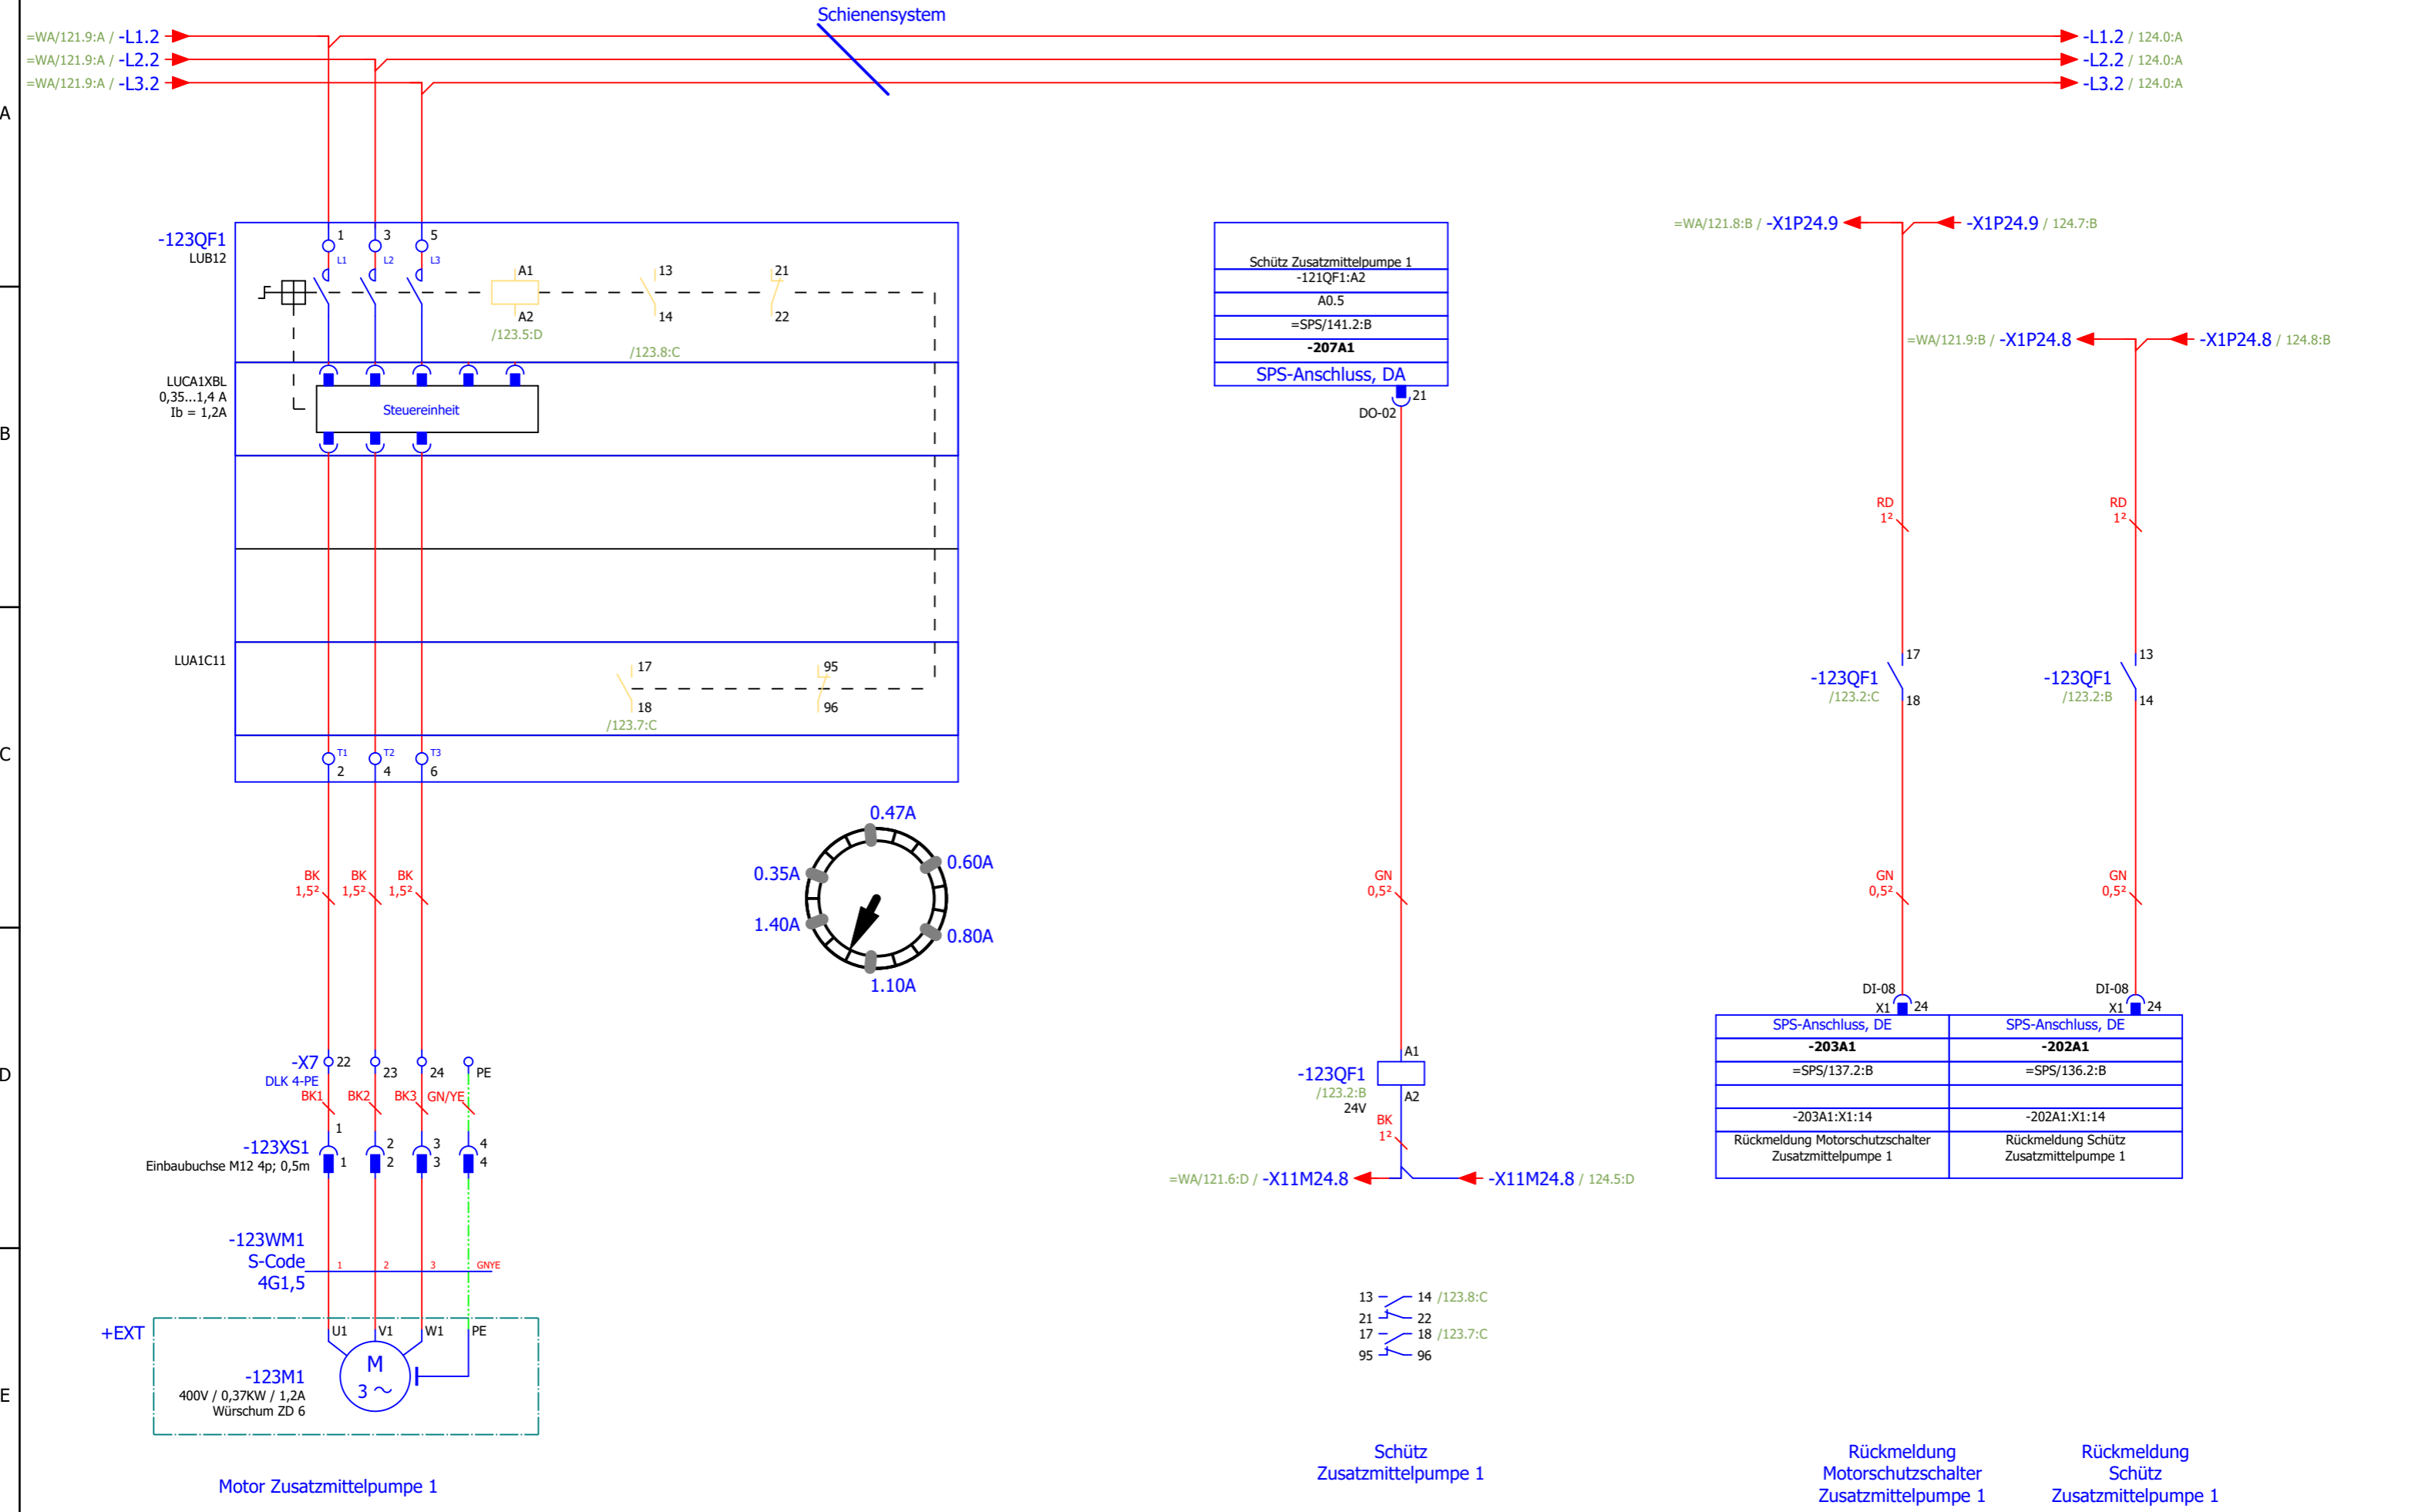 Schienensystem
=WA/121.9:A / -L1.2
-L1.2 / 124.0:A
=WA/121.9:A / -L2.2
-L2.2 / 124.0:A
=WA/121.9:A / -L3.2
-L3.2 / 124.0:A
A
B
C
D
E
-123QF1
LUB12
1
3
5
L1
L2
L3
A1
A2
/123.5:D
13
14
/123.8:C
21
22
LUCA1XBL
0,35...1,4 A
Ib = 1,2A
Steuereinheit
LUA1C11
17
18
/123.7:C
95
96
T1
T2
T3
2
4
6
0.47A
0.35A
0.60A
1.40A
0.80A
1.10A
BK
1,5²
BK
1,5²
BK
1,5²
-X7
DLK 4-PE
22
23
24
PE
BK1
BK2
BK3
GN/YE
-123XS1
Einbaubuchse M12 4p; 0,5m
1
2
3
4
1
2
3
4
-123WM1
S-Code
4G1,5
1
2
3
GNYE
+EXT
U1
V1
W1
PE
M
3
-123M1
400V / 0,37KW / 1,2A
Würschum ZD 6
Motor Zusatzmittelpumpe 1
Schütz Zusatzmittelpumpe 1
-121QF1:A2
A0.5
=SPS/141.2:B
-207A1
SPS-Anschluss, DA
21
DO-02
GN
0,5²
A1
-123QF1
/123.2:B
24V
A2
BK
1²
=WA/121.6:D / -X11M24.8
-X11M24.8 / 124.5:D
13 14 /123.8:C
21 22
17 18 /123.7:C
95 96
Schütz
Zusatzmittelpumpe 1
=WA/121.8:B / -X1P24.9
-X1P24.9 / 124.7:B
=WA/121.9:B / -X1P24.8
-X1P24.8 / 124.8:B
RD
1²
RD
1²
17
-123QF1
/123.2:C
18
13
-123QF1
/123.2:B
14
GN
0,5²
GN
0,5²
DI-08
X1
24
DI-08
X1
24
SPS-Anschluss, DE
-203A1
=SPS/137.2:B
-203A1:X1:14
Rückmeldung Motorschutzschalter
Zusatzmittelpumpe 1
SPS-Anschluss, DE
-202A1
=SPS/136.2:B
-202A1:X1:14
Rückmeldung Schütz
Zusatzmittelpumpe 1
Rückmeldung
Motorschutzschalter
Zusatzmittelpumpe 1
Rückmeldung
Schütz
Zusatzmittelpumpe 1